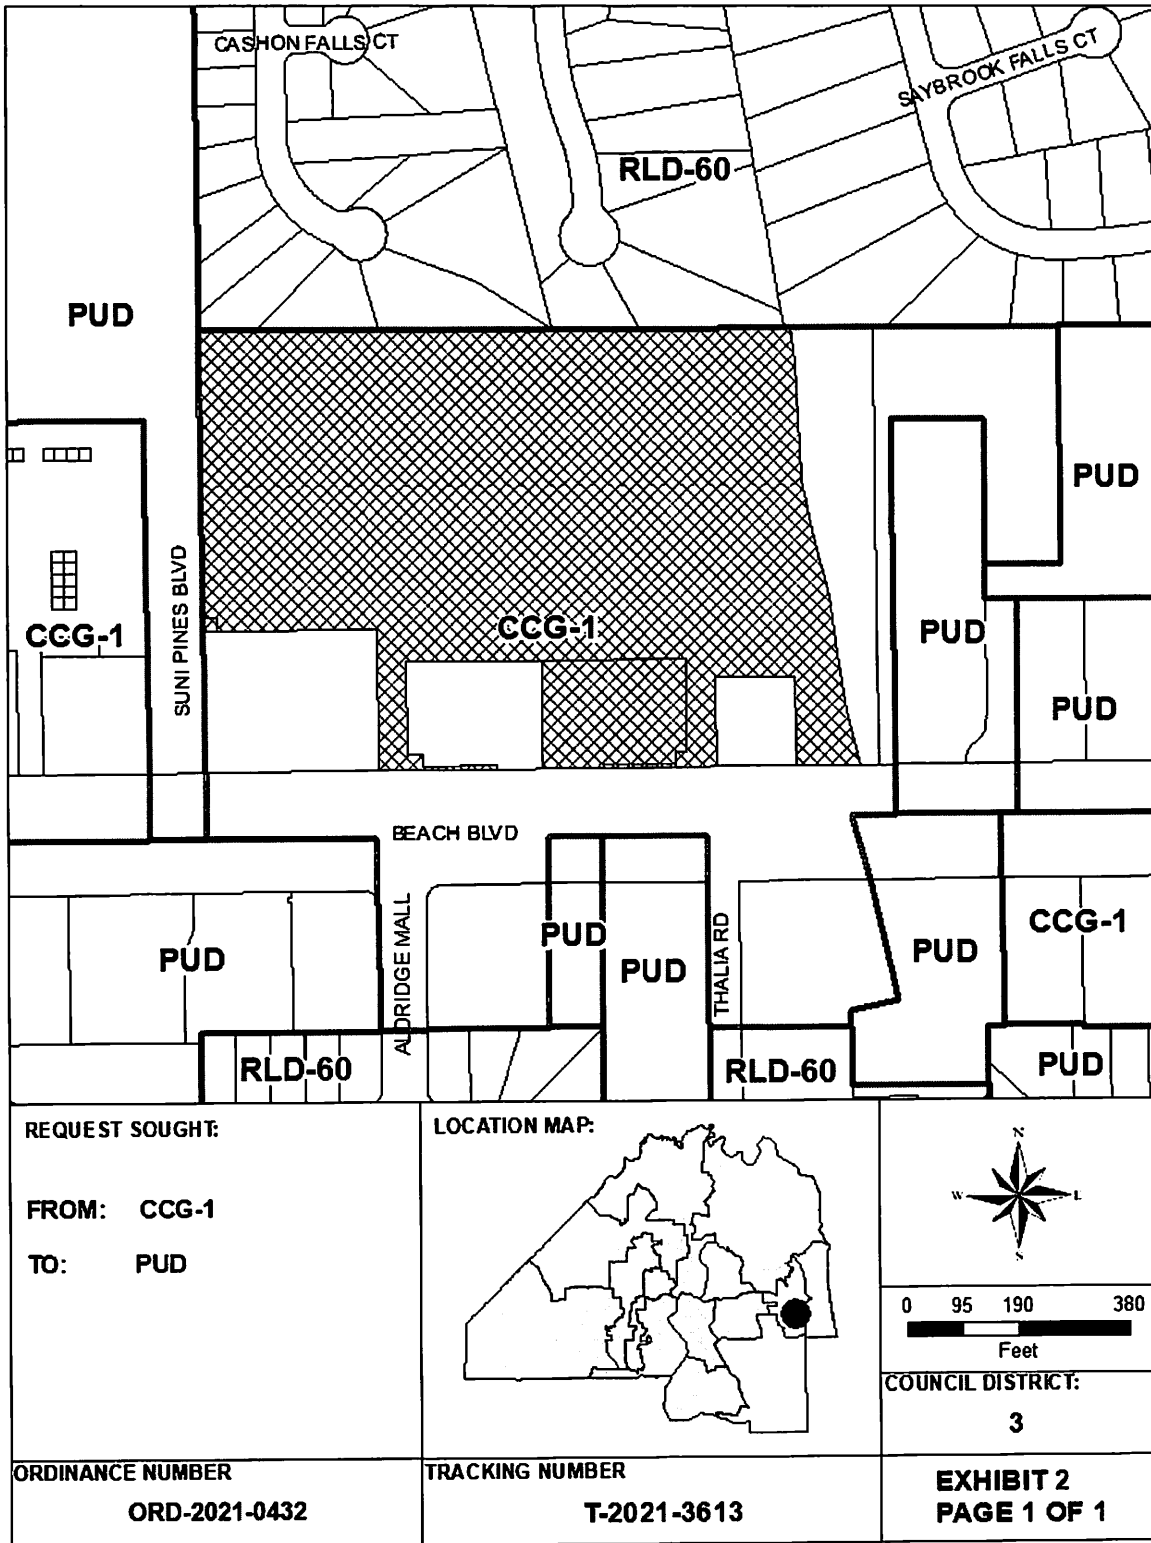 CASHON FALLS CT
SAYBROOK FALLS CT
RLD-60
PUD
PUD
SUNI PINES BLVD
CCG-1
CCG-1
PUD
PUD
BEACH BLVD
ALDRIDGE MALL
PUD
PUD
PUD
THALIA RD
PUD
CCG-1
RLD-60
RLD-60
PUD
REQUEST SOUGHT:
FROM: CCG-1
TO: PUD
LOCATION MAP:
N
W E
S
0 95 190 380
Feet
COUNCIL DISTRICT:
3
ORDINANCE NUMBER
ORD-2021-0432
TRACKING NUMBER
T-2021-3613
EXHIBIT 2
PAGE 1 OF 1